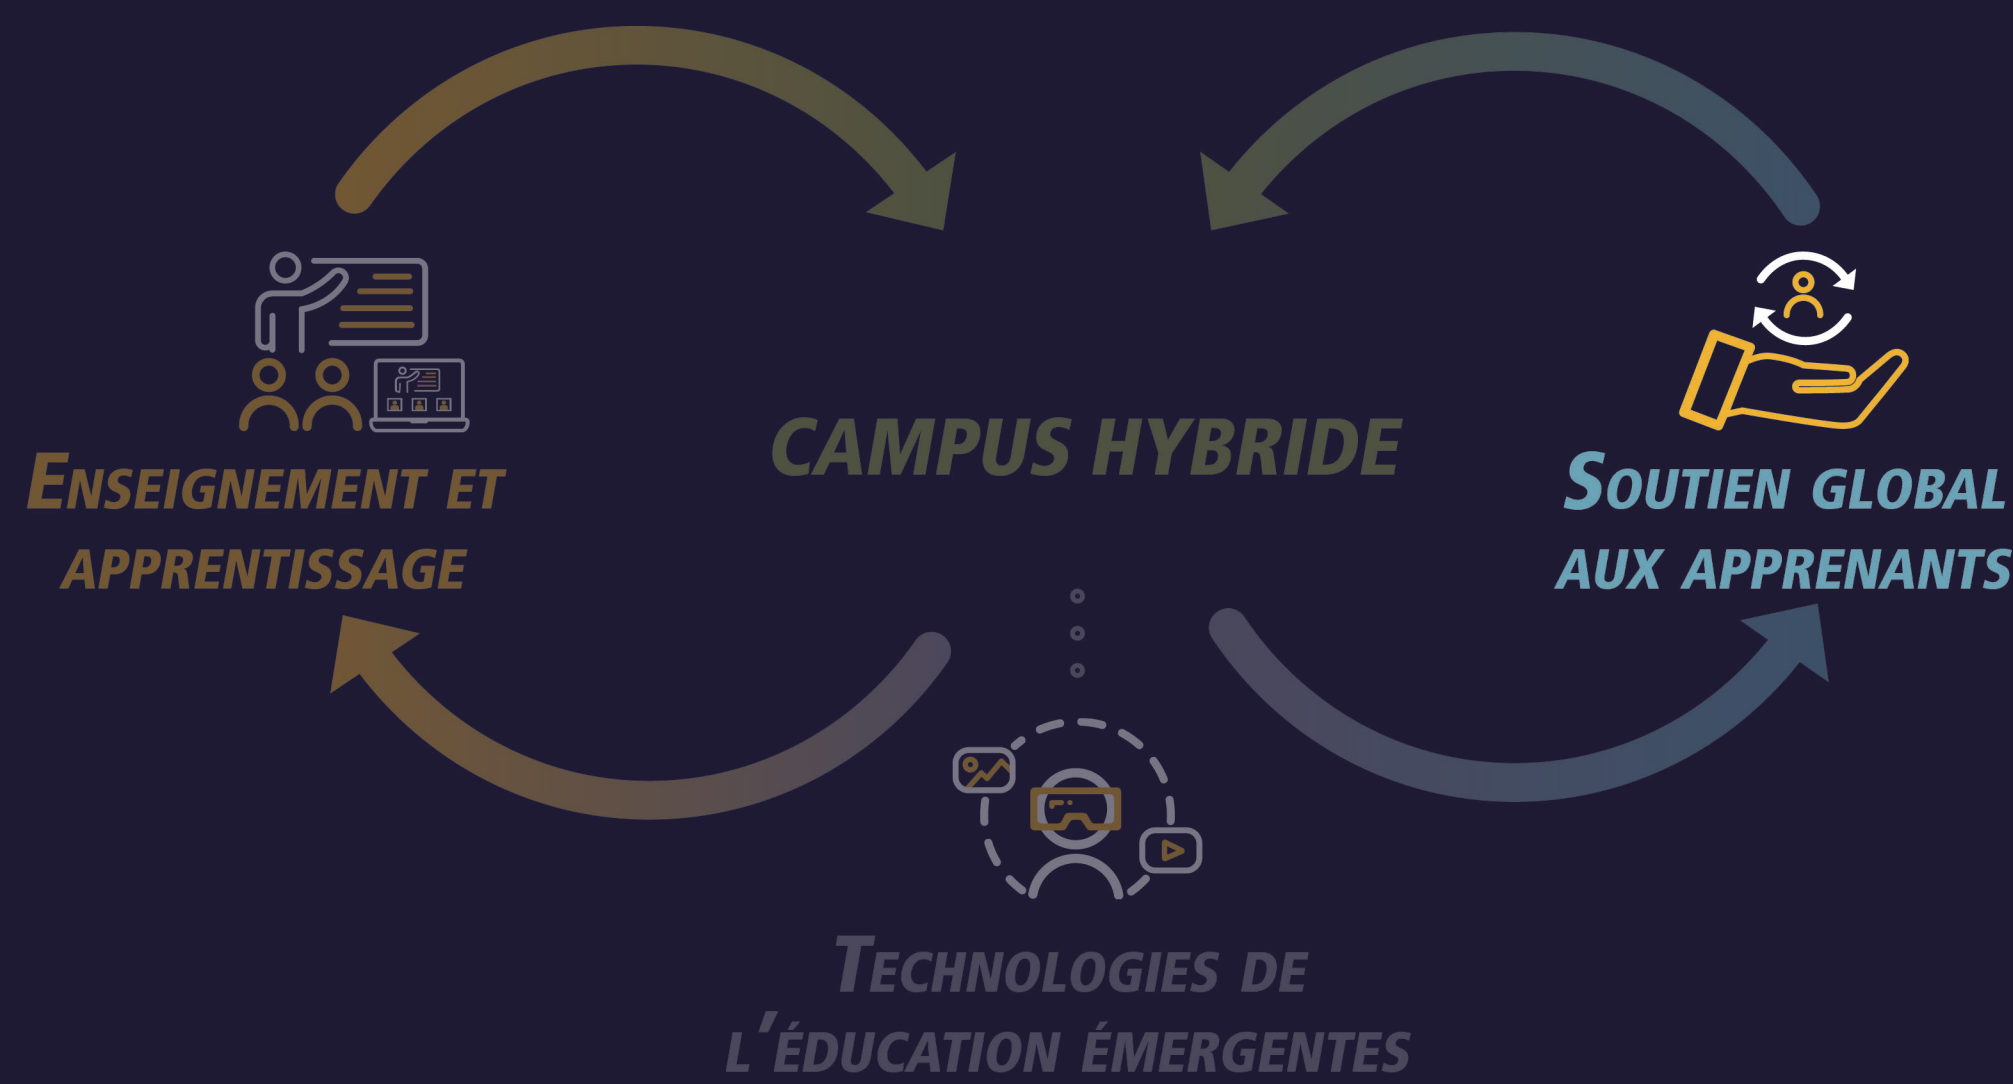 CAMPUS HYBRIDE
ENSEIGNEMENT ET
APPRENTISSAGE
SOUTIEN GLOBAL
AUX APPRENANTS
TECHNOLOGIES DE
L'ÉDUCATION ÉMERGENTES